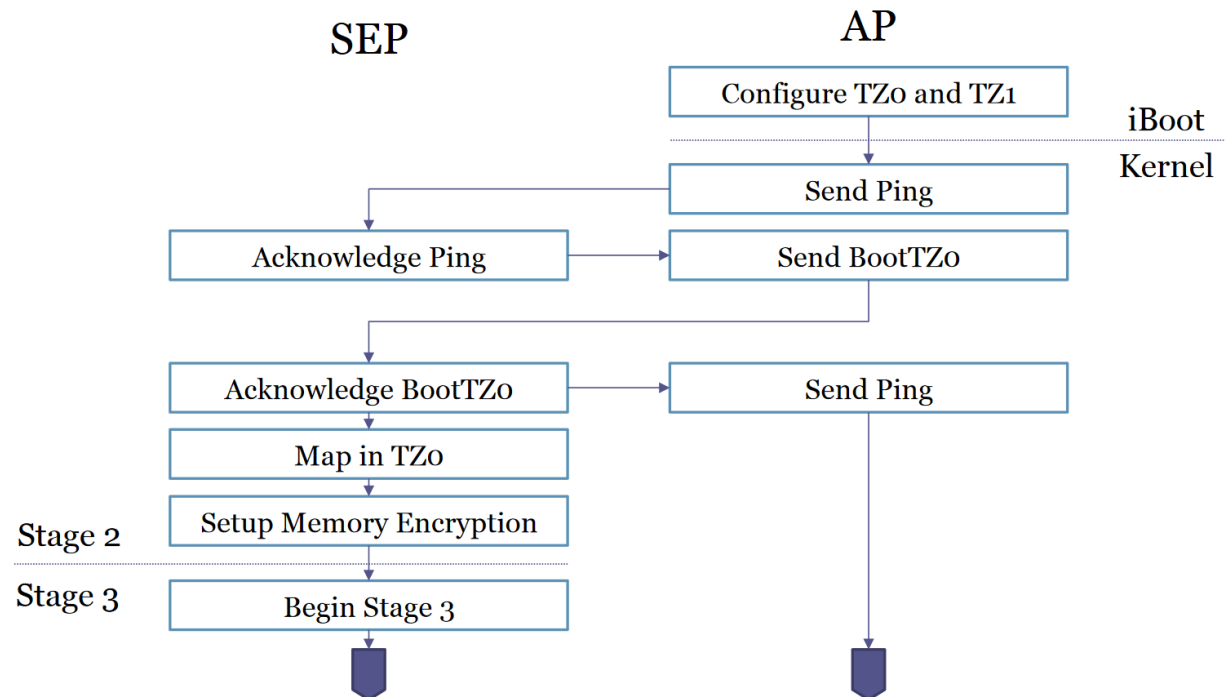 SEP
AP
Configure TZ0 and TZ1
iBoot
Kernel
Send Ping
Acknowledge Ping
Send BootTZ0
Acknowledge BootTZ0
Send Ping
Map in TZ0
Setup Memory Encryption
Stage 2
Stage 3
Begin Stage 3